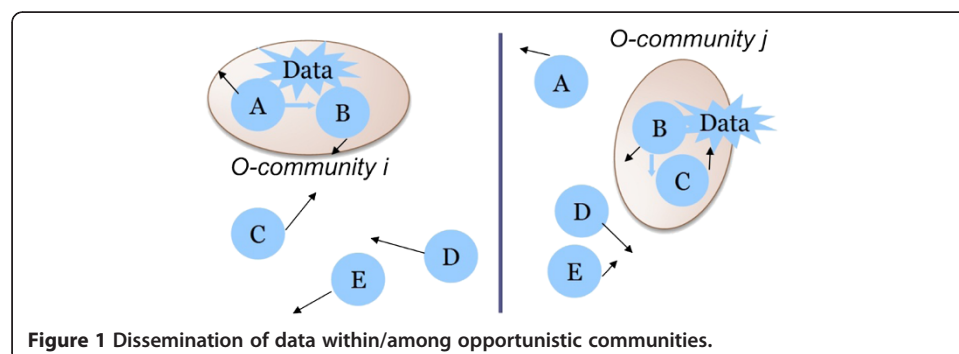 Data
A
B
O-community i
C
D
E
O-community j
A
B
Data
C
D
E
Figure 1 Dissemination of data within/among opportunistic communities.